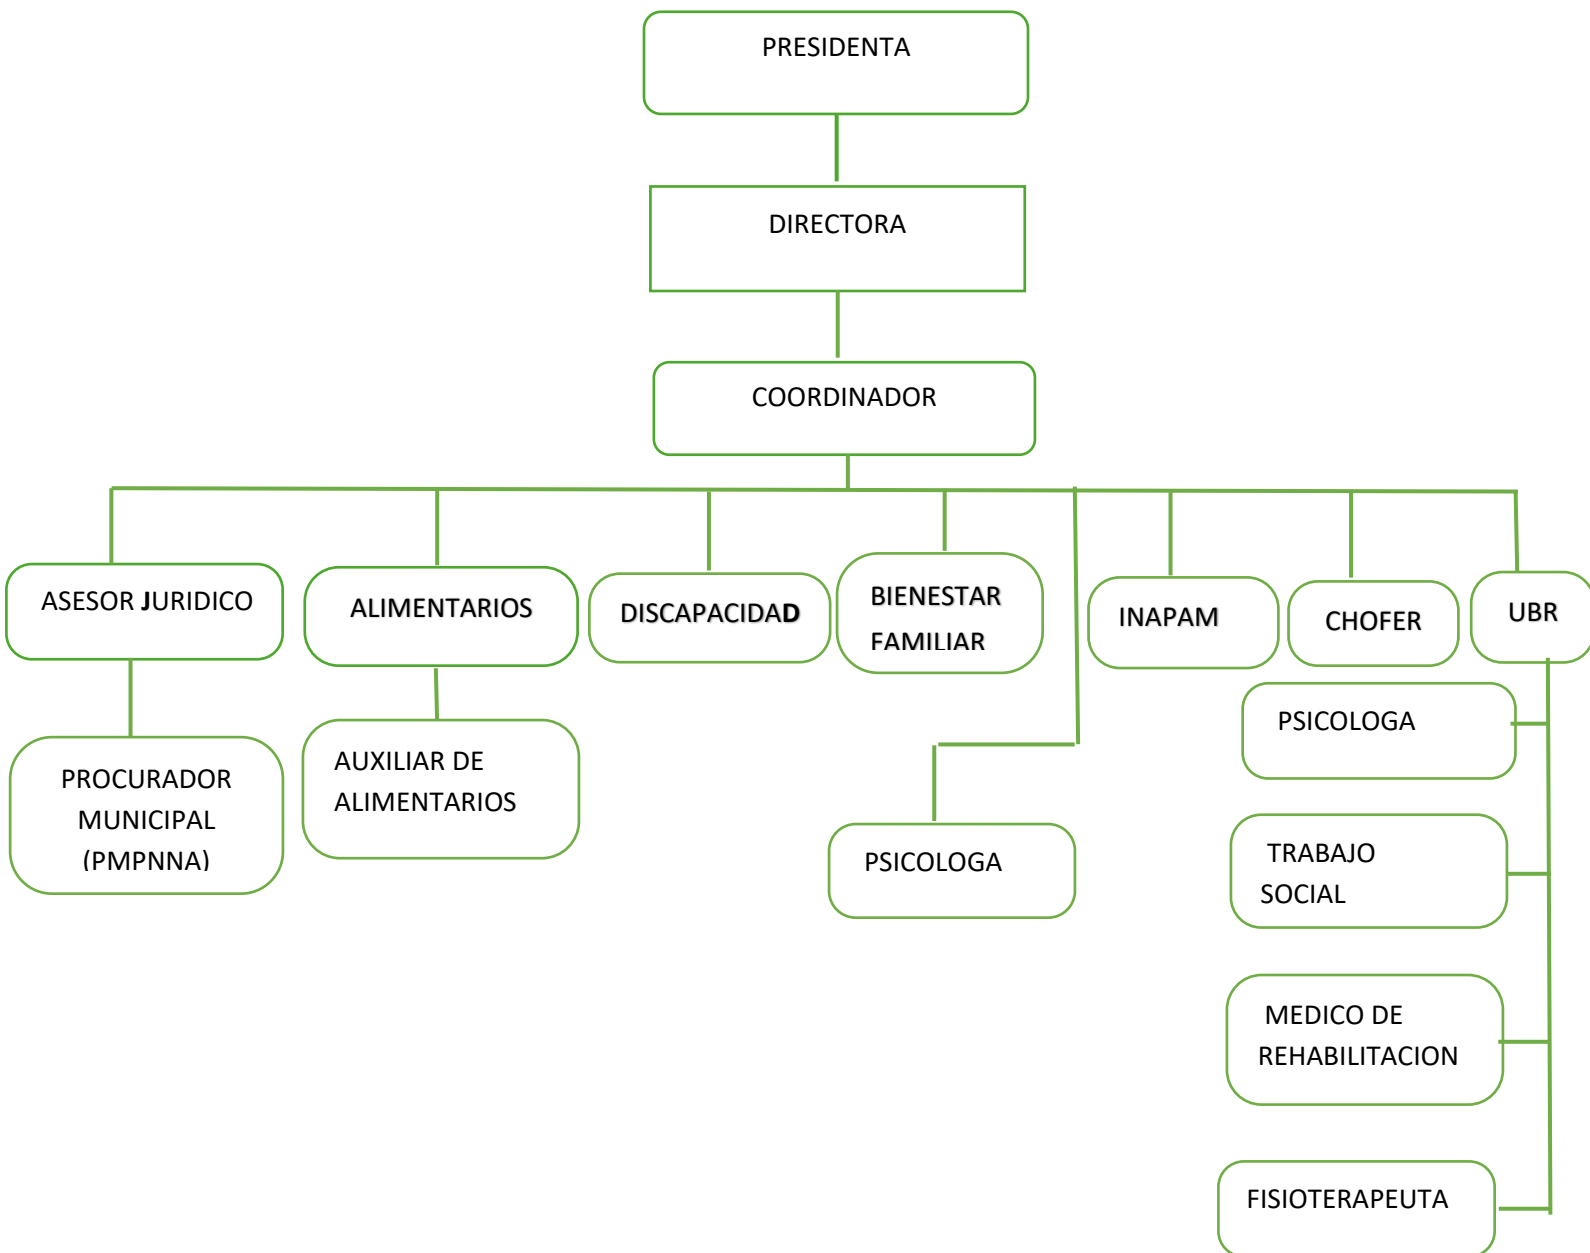 PRESIDENTA
DIRECTORA
COORDINADOR
ASESOR JURIDICO
ALIMENTARIOS
DISCAPACIDAD
BIENESTAR
FAMILIAR
INAPAM
CHOFER
UBR
PROCURADOR
MUNICIPAL
(PMPNNA)
AUXILIAR DE
ALIMENTARIOS
PSICOLOGA
PSICOLOGA
TRABAJO
SOCIAL
MEDICO DE
REHABILITACION
FISIOTERAPEUTA